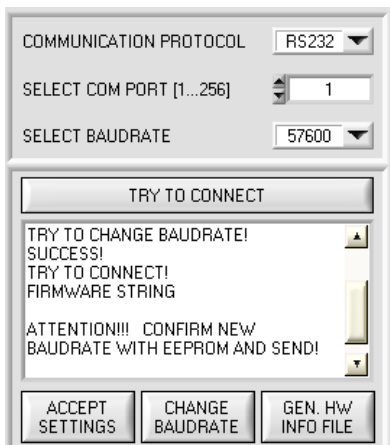 COMMUNICATION PROTOCOL RS232
SELECT COM PORT [1...256] 1
SELECT BAUDRATE 57600
TRY TO CONNECT
TRY TO CHANGE BAUDRATE!
SUCCESS!
TRY TO CONNECT!
FIRMWARE STRING
ATTENTION!!! CONFIRM NEW
BAUDRATE WITH EEPROM AND SEND!
ACCEPT
SETTINGS
CHANGE
BAUDRATE
GEN. HW
INFO FILE